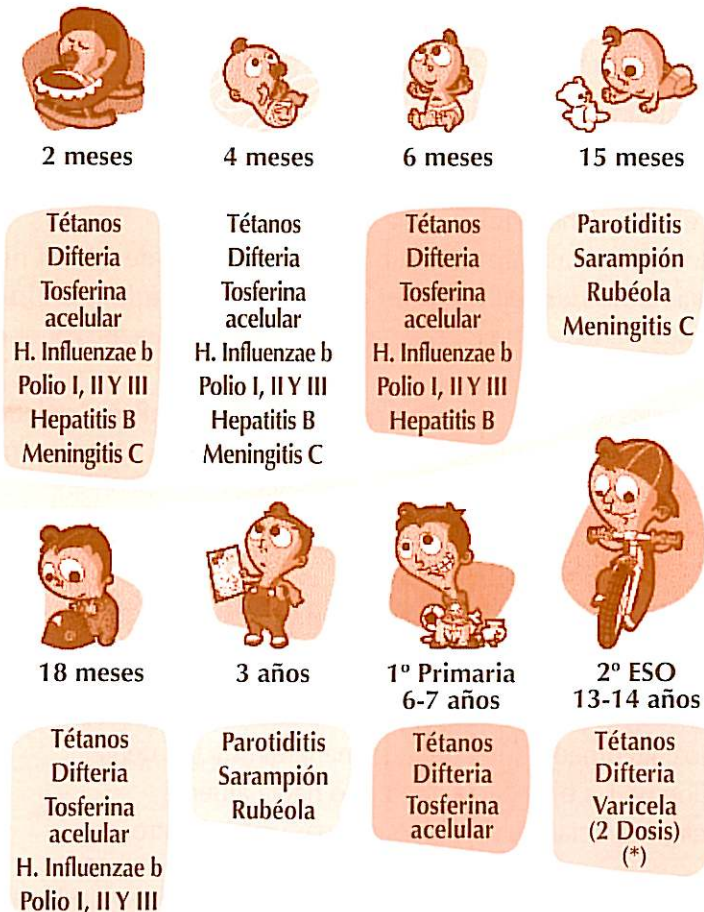 2 meses
Tétanos
Difteria
Tosferina
acelular
H. Influenzae b
Polio I, II Y III
Hepatitis B
Meningitis C
4 meses
Tétanos
Difteria
Tosferina
acelular
H. Influenzae b
Polio I, II Y III
Hepatitis B
Meningitis C
6 meses
Tétanos
Difteria
Tosferina
acelular
H. Influenzae b
Polio I, II Y III
Hepatitis B
15 meses
Parotiditis
Sarampión
Rubéola
Meningitis C
18 meses
Tétanos
Difteria
Tosferina
acelular
H. Influenzae b
Polio I, II Y III
3 años
Parotiditis
Sarampión
Rubéola
1º Primaria
6-7 años
Tétanos
Difteria
Tosferina
acelular
2º ESO
13-14 años
Tétanos
Difteria
Varicela
(2 Dosis)
(*)